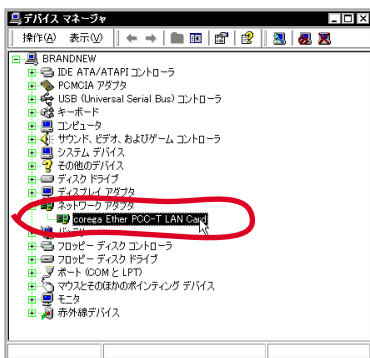 デバイス マネージャ
操作(A) 表示(V)
BRANDNEW
IDE ATA/ATAPI コントローラ
PCMCIA アダプタ
USB (Universal Serial Bus) コントローラ
キーボード
コンピュータ
サウンド、ビデオ、およびゲーム コントローラ
システム デバイス
その他のデバイス
ディスク ドライブ
ディスプレイ アダプタ
ネットワーク アダプタ
corega Ether PCC-T LAN Card
バッテリ
フロッピー ディスク コントローラ
フロッピー ディスク ドライブ
ポート (COM と LPT)
マウスとそのほかのポインティング デバイス
モニタ
赤外線デバイス